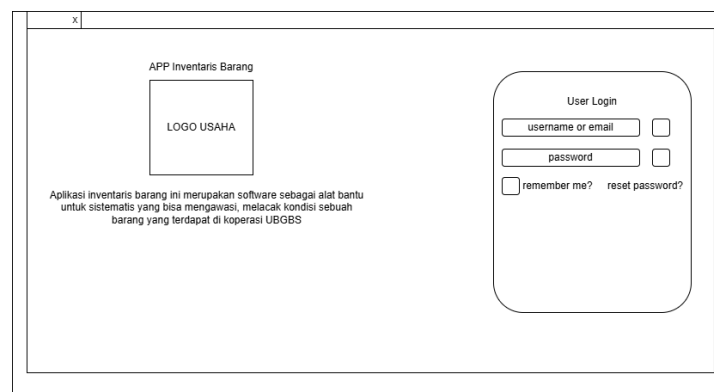 x
APP Inventaris Barang
LOGO USAHA
Aplikasi inventaris barang ini merupakan software sebagai alat bantu
untuk sistematis yang bisa mengawasi, melacak kondisi sebuah
barang yang terdapat di koperasi UBGBS
User Login
username or email
password
remember me? reset password?